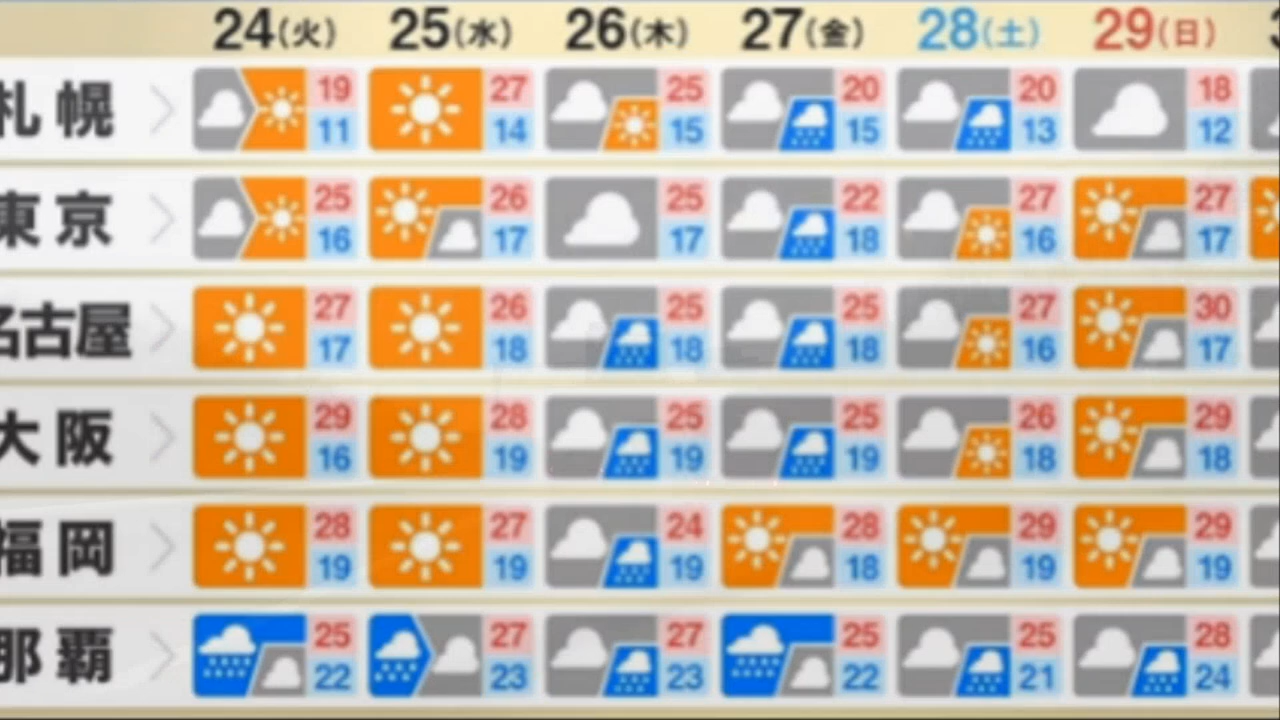 24(火) 25(水) 26(木) 27(金) 28(土) 29(日)
札幌 19 27 25 20 20 18
11 14 15 15 13 12
東京 25 26 25 22 27 27
16 17 17 18 16 17
名古屋 27 26 25 25 27 30
17 18 18 18 16 17
大阪 29 28 25 25 26 29
16 19 19 19 18 18
福岡 28 27 24 28 29 29
19 19 19 18 19 19
那覇 25 27 27 25 25 28
22 23 23 22 21 24